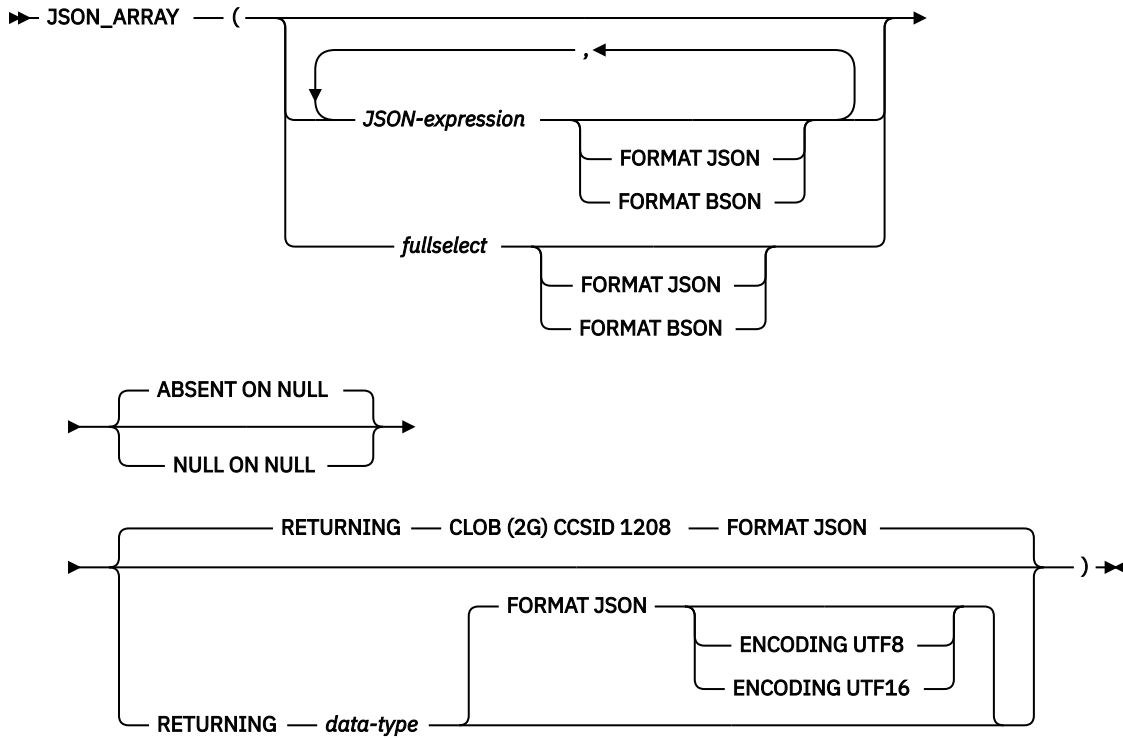 JSON_ARRAY (
,
JSON-expression
FORMAT JSON
FORMAT BSON
fullselect
FORMAT JSON
FORMAT BSON
ABSENT ON NULL
NULL ON NULL
RETURNING CLOB (2G) CCSID 1208 FORMAT JSON
)
FORMAT JSON
ENCODING UTF8
ENCODING UTF16
RETURNING data-type